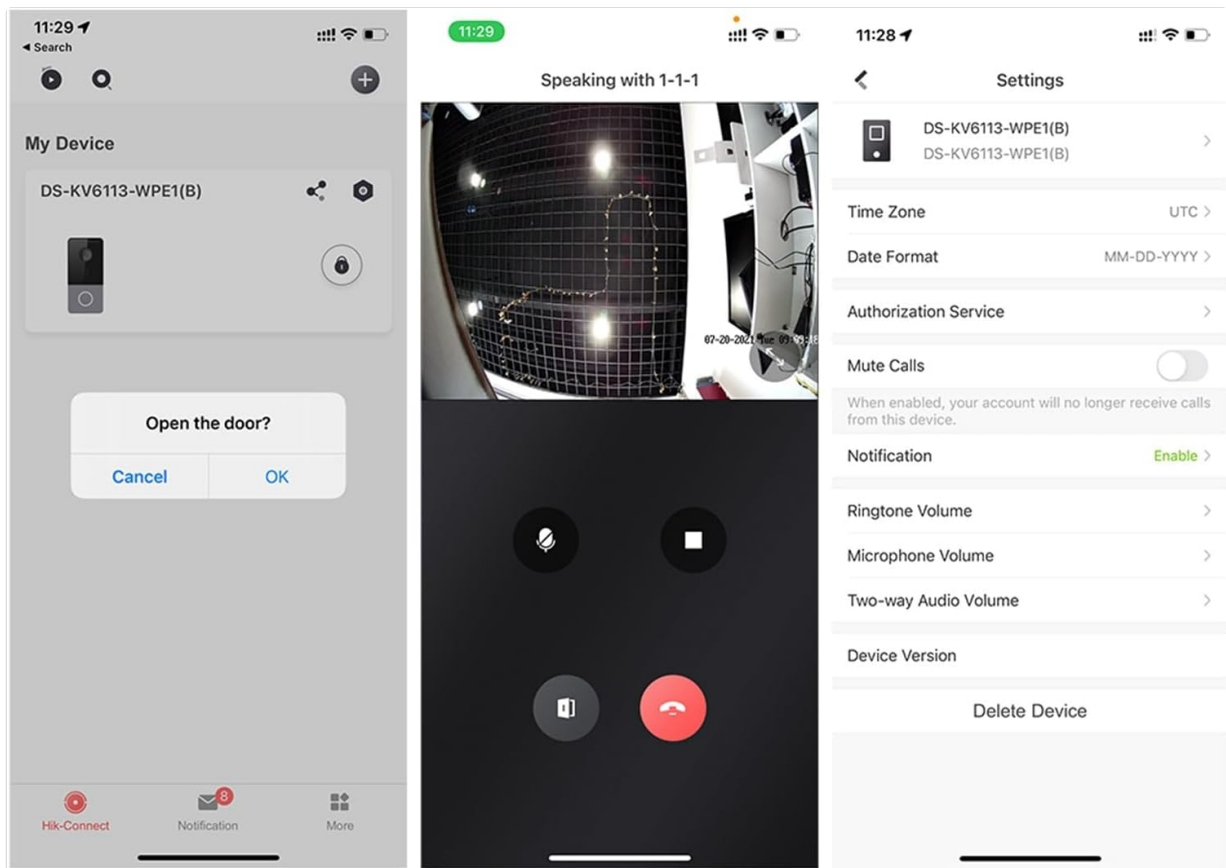 11:29
Search
My Device
DS-KV6113-WPE1(B)
Open the door?
Cancel
OK
8
Hik-Connect
Notification
More
11:29
Speaking with 1-1-1
07-20-2021 Tue 09:
11:28
Settings
DS-KV6113-WPE1(B)
DS-KV6113-WPE1(B)
Time Zone
UTC
Date Format
MM-DD-YYYY
Authorization Service
Mute Calls
When enabled, your account will no longer receive calls
from this device.
Notification
Enable
Ringtone Volume
Microphone Volume
Two-way Audio Volume
Device Version
Delete Device